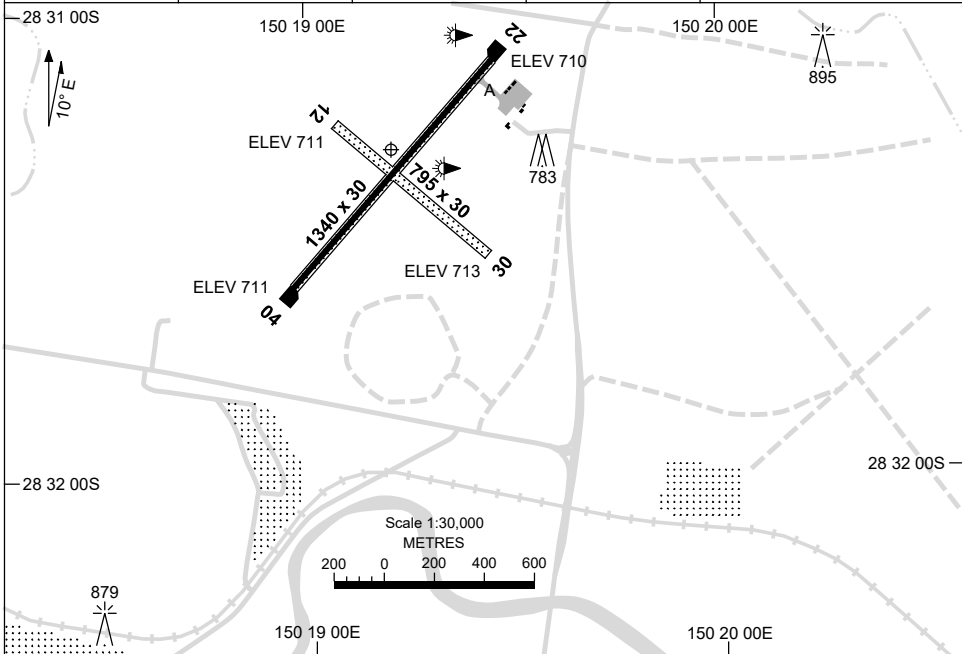 28 31 00S
150 19 00E
150 20 00E
22
ELEV 710
895
10° E
A
12
ELEV 711
783
795 x 30
1340 x 30
ELEV 713
30
ELEV 711
04
28 32 00S
28 32 00S
Scale 1:30,000
METRES
200 0 200 400 600
879
150 19 00E
150 20 00E